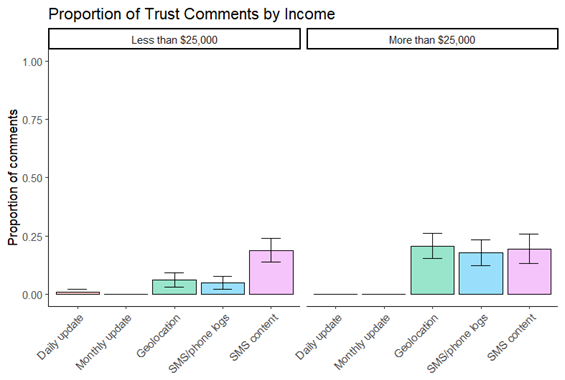 Proportion of Trust Comments by Income
Less than $25,000
More than $25,000
Proportion of comments
1.00
0.75
0.50
0.25
0.00
Daily update
Monthly update
Geolocation
SMS/phone logs
SMS content
Daily update
Monthly update
Geolocation
SMS/phone logs
SMS content